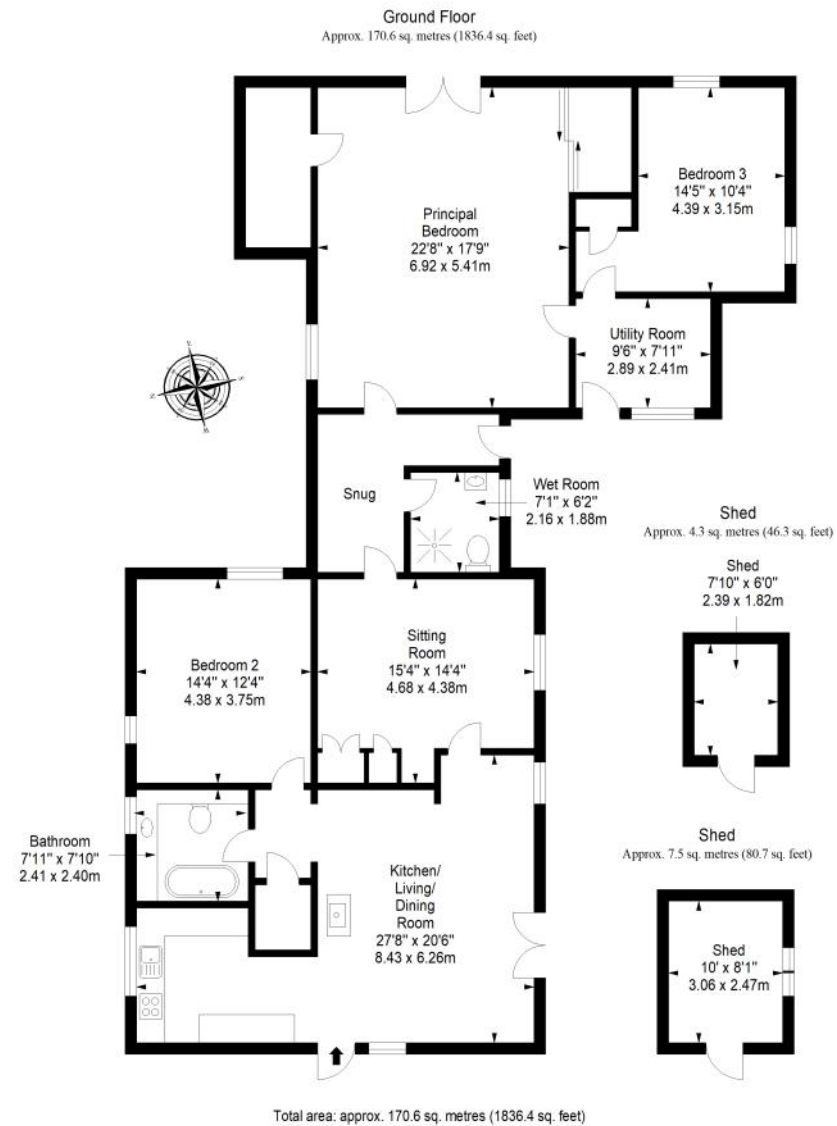 Ground Floor
Approx. 170.6 sq. metres (1836.4 sq. feet)
Principal
Bedroom
22'8" x 17'9"
6.92 x 5.41m
Bedroom 3
14'5" x 10'4"
4.39 x 3.15m
Utility Room
9'6" x 7'11"
2.89 x 2.41m
Snug
Wet Room
7'1" x 6'2"
2.16 x 1.88m
Shed
Approx. 4.3 sq. metres (46.3 sq. feet)
Shed
7'10" x 6'0"
2.39 x 1.82m
Bedroom 2
14'4" x 12'4"
4.38 x 3.75m
Sitting
Room
15'4" x 14'4"
4.68 x 4.38m
Bathroom
7'11" x 7'10"
2.41 x 2.40m
Kitchen/
Living/
Dining
Room
27'8" x 20'6"
8.43 x 6.26m
Shed
Approx. 7.5 sq. metres (80.7 sq. feet)
Shed
10' x 8'1"
3.06 x 2.47m
Total area: approx. 170.6 sq. metres (1836.4 sq. feet)